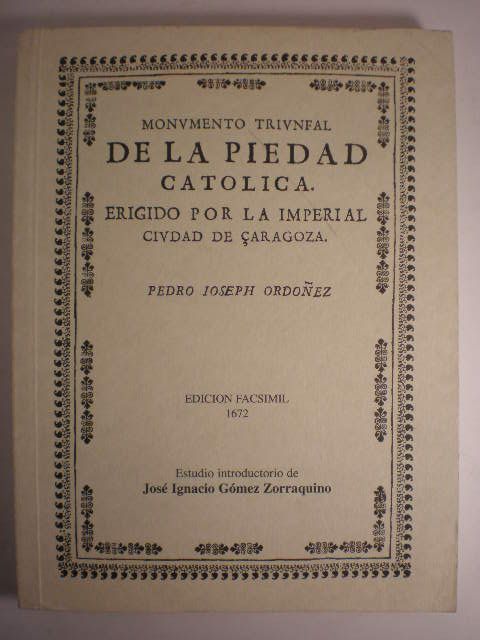 MONVMENTO TRIVNFAL
DE LA PIEDAD
CATOLICA.
ERIGIDO POR LA IMPERIAL
CIVDAD DE ÇARAGOZA.
PEDRO IOSEPH ORDOÑEZ
EDICION FACSIMIL
1672
Estudio introductorio de
José Ignacio Gómez Zorraquino